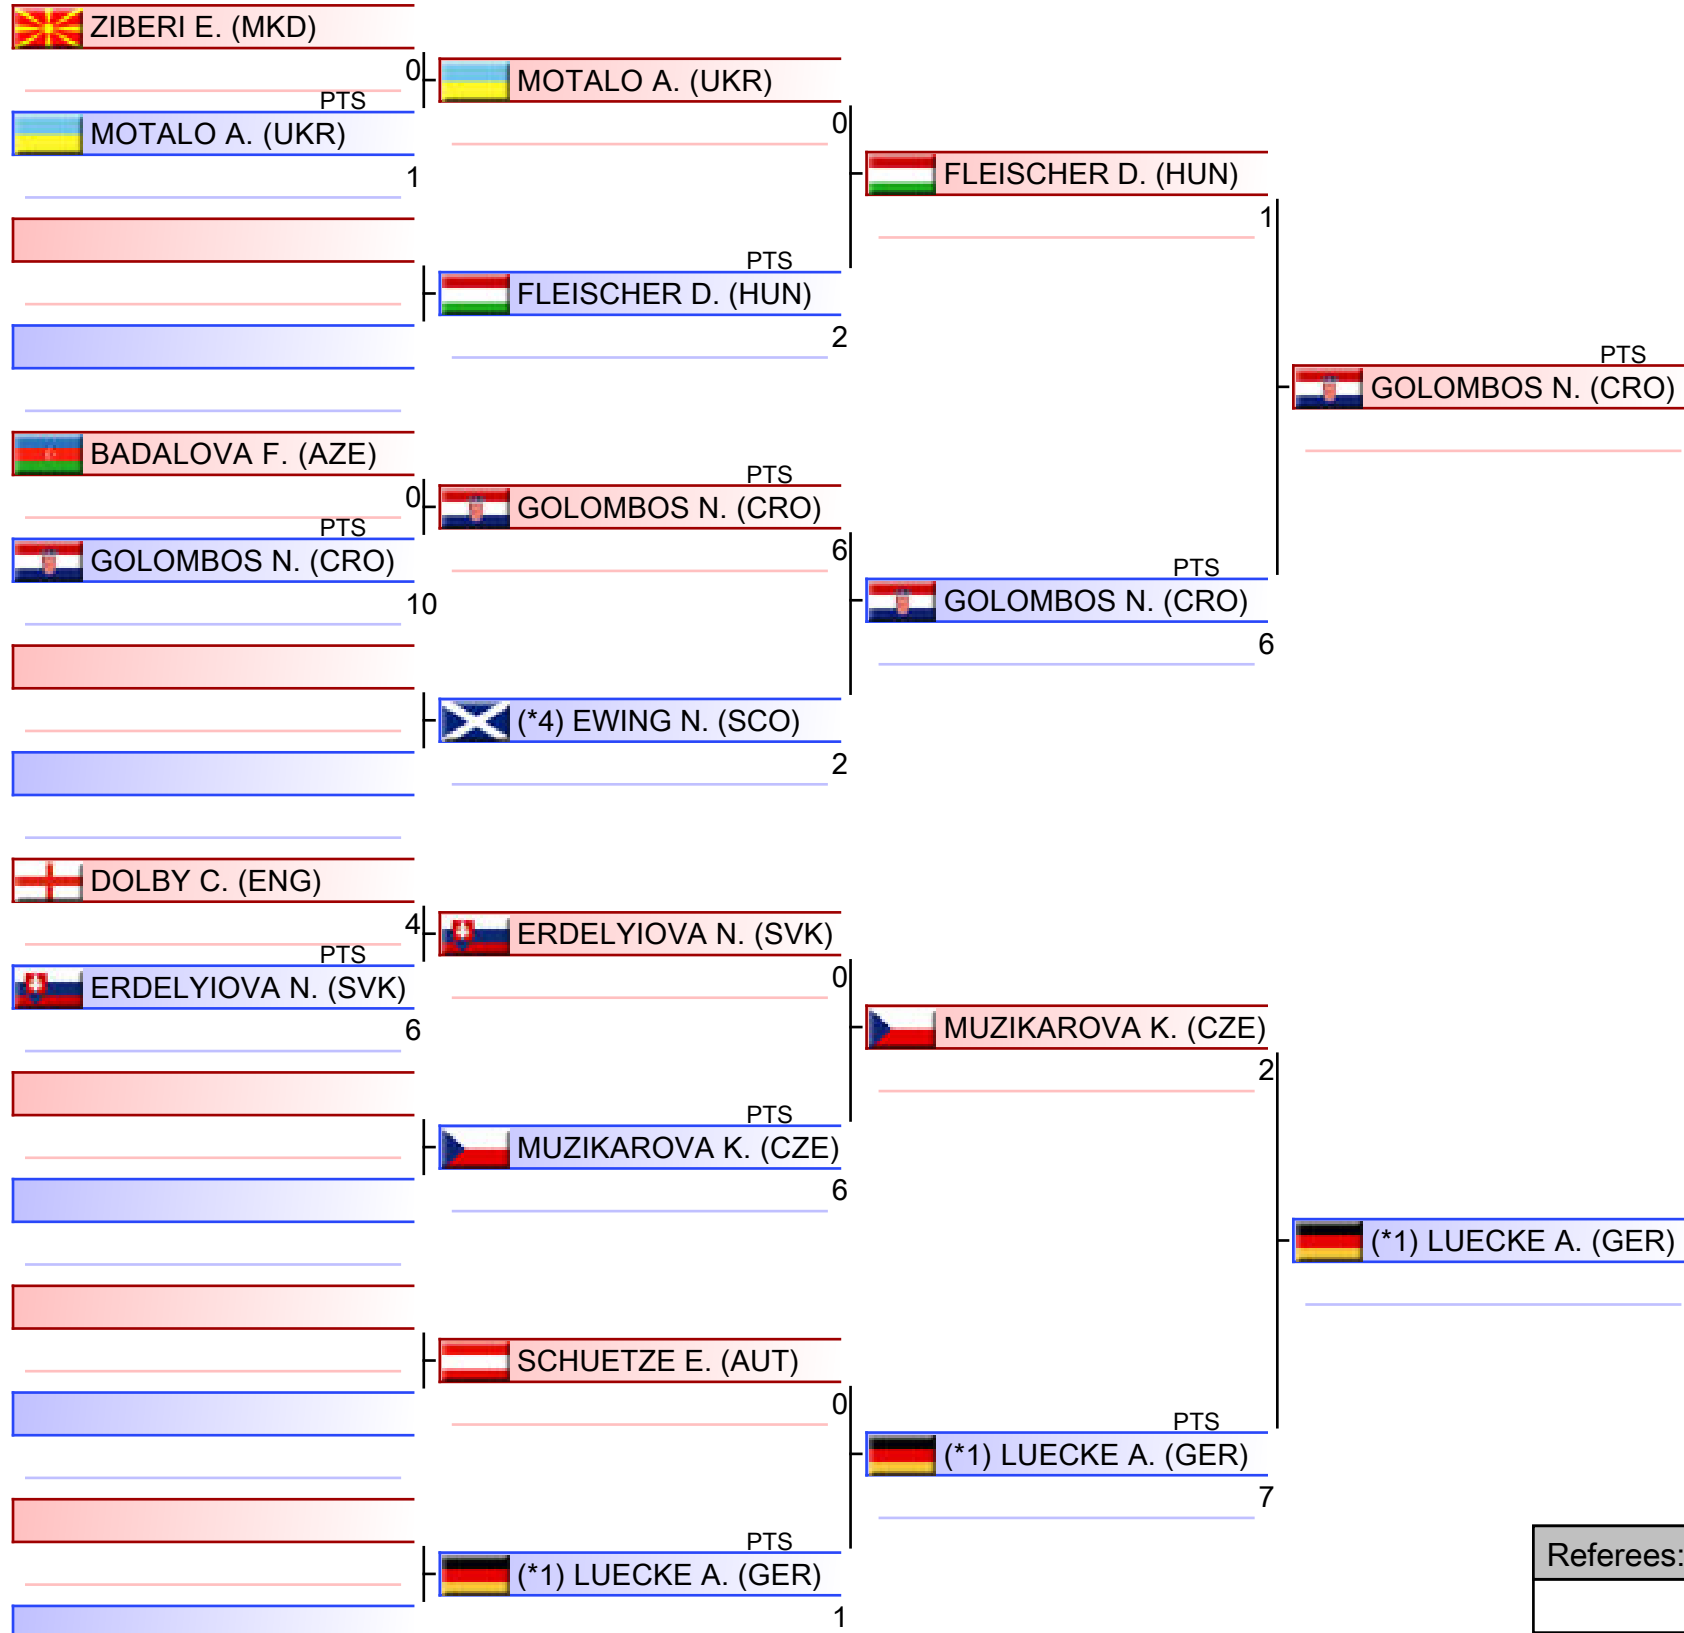 ZIBERI E. (MKD)
0
PTS
MOTALO A. (UKR)
1
BADALOVA F. (AZE)
0
PTS
GOLOMBOS N. (CRO)
10
DOLBY C. (ENG)
4
PTS
ERDELYIOVA N. (SVK)
6
MOTALO A. (UKR)
0
PTS
FLEISCHER D. (HUN)
2
PTS
GOLOMBOS N. (CRO)
6
(*4) EWING N. (SCO)
2
ERDELYIOVA N. (SVK)
0
PTS
MUZIKAROVA K. (CZE)
6
SCHUETZE E. (AUT)
0
PTS
(*1) LUECKE A. (GER)
1
FLEISCHER D. (HUN)
1
PTS
GOLOMBOS N. (CRO)
6
MUZIKAROVA K. (CZE)
2
PTS
(*1) LUECKE A. (GER)
7
PTS
GOLOMBOS N. (CRO)
(*1) LUECKE A. (GER)
Referees: